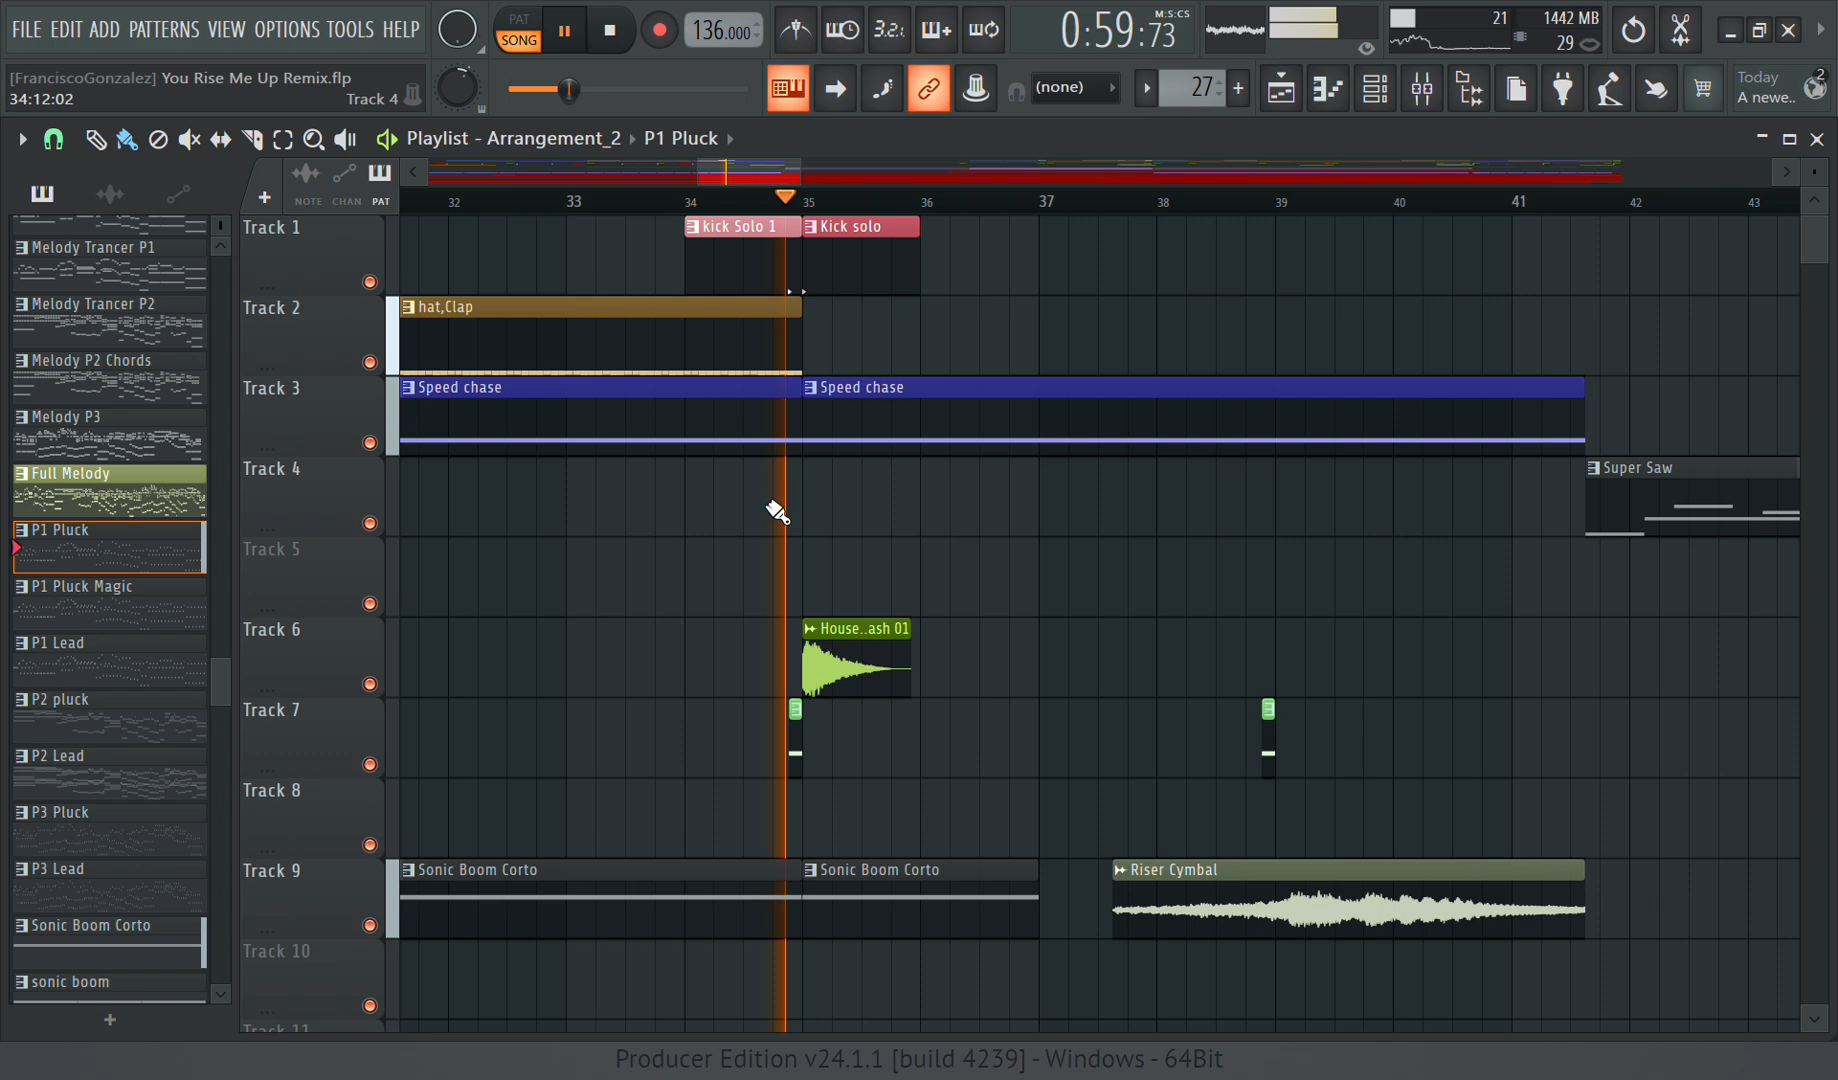 FILE EDIT ADD PATTERNS VIEW OPTIONS TOOLS HELP
PAT
SONG
136.000
3.2.
0:59:73
M:S:CS
21
1442 MB
29
[FranciscoGonzalez] You Rise Me Up Remix.flp
34:12:02
Track 4
(none)
27
Today
A newe..
2
Playlist - Arrangement_2 › P1 Pluck ›
NOTE CHAN PAT
32 33 34 35 36 37 38 39 40 41 42 43
Melody Trancer P1
Melody Trancer P2
Melody P2 Chords
Melody P3
Full Melody
P1 Pluck
P1 Pluck Magic
P1 Lead
P2 pluck
P2 Lead
P3 Pluck
P3 Lead
Sonic Boom Corto
sonic boom
Track 1
kick Solo 1
Kick solo
Track 2
hat,Clap
Track 3
Speed chase
Speed chase
Track 4
Super Saw
Track 5
Track 6
House..ash 01
Track 7
Track 8
Track 9
Sonic Boom Corto
Sonic Boom Corto
Riser Cymbal
Track 10
Track 11
Producer Edition v24.1.1 [build 4239] - Windows - 64Bit